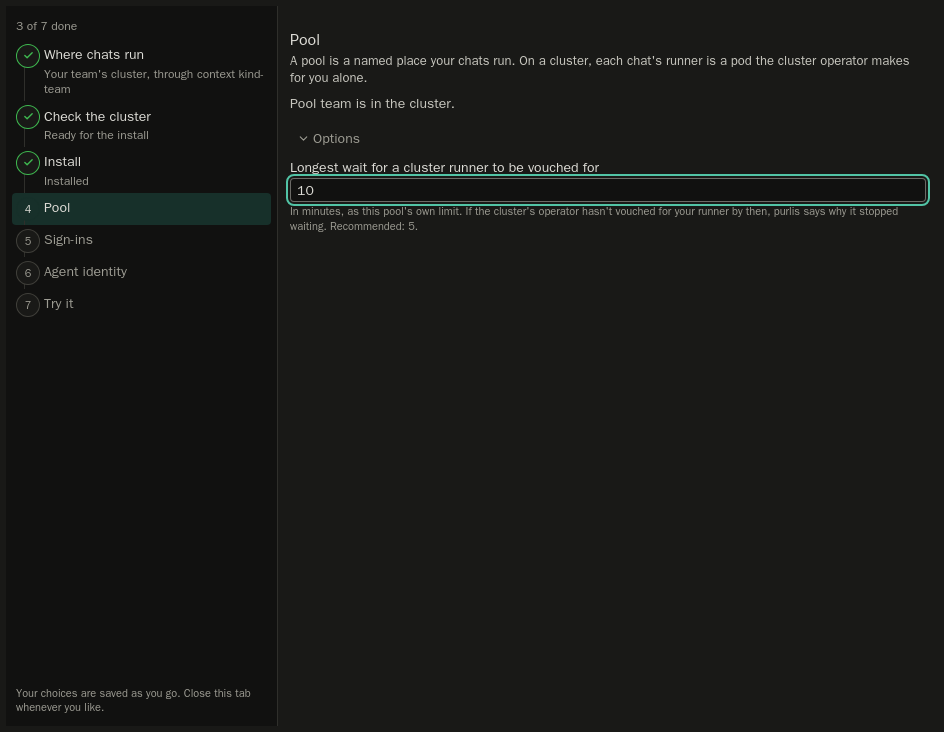 3 of 7 done
Where chats run
Your team's cluster, through context kind-
team
Check the cluster
Ready for the install
Install
Installed
4 Pool
5 Sign-ins
6 Agent identity
7 Try it
Your choices are saved as you go. Close this tab
whenever you like.
Pool
A pool is a named place your chats run. On a cluster, each chat's runner is a pod the cluster operator makes
for you alone.
Pool team is in the cluster.
Options
Longest wait for a cluster runner to be vouched for
10
In minutes, as this pool's own limit. If the cluster's operator hasn't vouched for your runner by then, purlis says why it stopped
waiting. Recommended: 5.